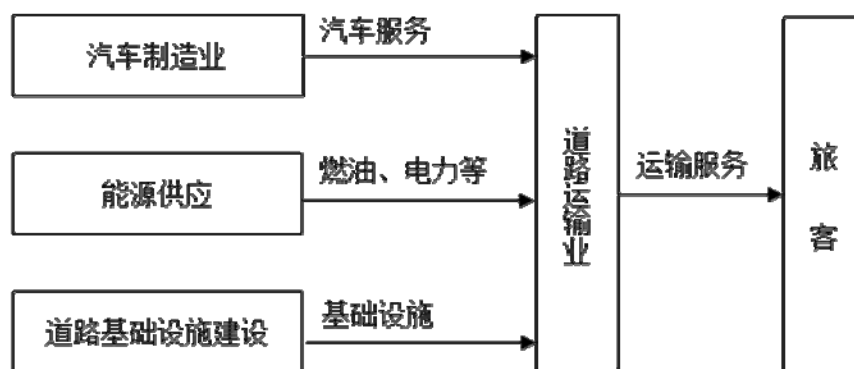 汽车制造业
汽车服务
能源供应
燃油、电力等
道路基础设施建设
基础设施
道路运输业
运输服务
旅客